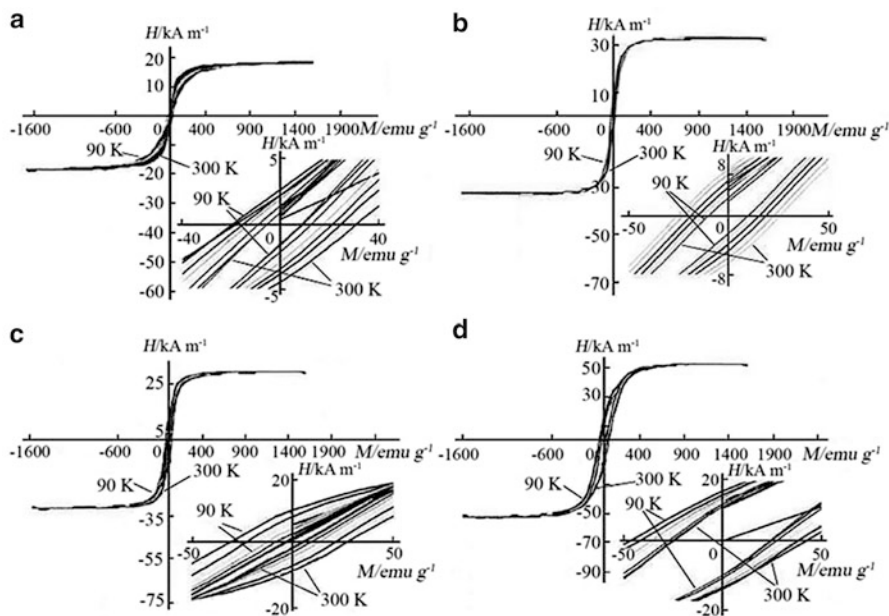 a
H/kA m⁻¹
20
10
-1600 -600 0 400 900 1400 1900 M/emu g⁻¹
H/kA m⁻¹
90 K
300 K
-10
-20
-30
-40
-50
-60
5
90 K
-40 0 40
M/emu g⁻¹
300 K
-5
b
H/kA m⁻¹
30
10
-1600 -600 0 400 900 1400 1900 M/emu g⁻¹
H/kA m⁻¹
90 K
300 K
-30
-50
-70
8
90 K
-50 0 50
M/emu g⁻¹
300 K
-8
c
H/kA m⁻¹
25
5
-1600 -600 0 400 900 1400 1900 M/emu g⁻¹
H/kA m⁻¹
90 K
300 K
-35
-55
-75
20
90 K
-50 0 50
M/emu g⁻¹
300 K
-20
d
H/kA m⁻¹
50
30
-1600 -600 0 400 900 1400 1900 M/emu g⁻¹
H/kA m⁻¹
90 K
300 K
-50
-70
-90
20
90 K
-50 0 50
M/emu g⁻¹
300 K
-20